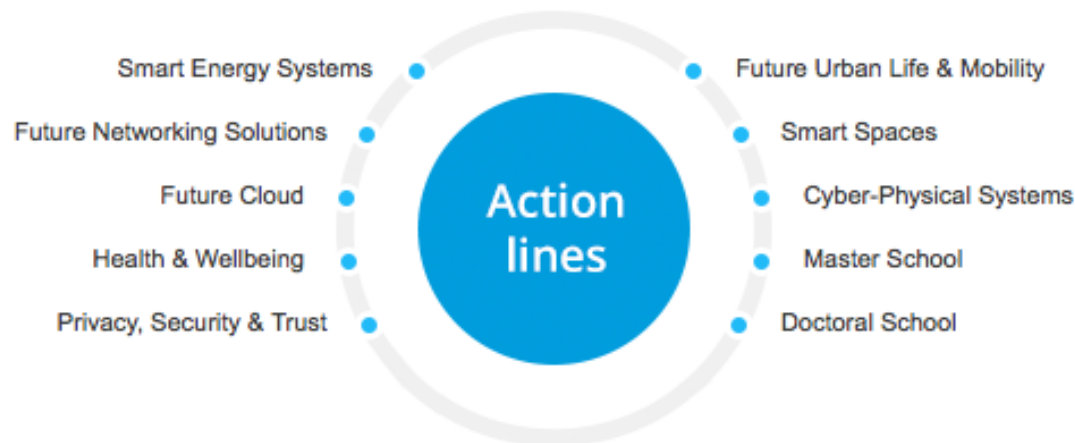 Smart Energy Systems
Future Networking Solutions
Future Cloud
Health & Wellbeing
Privacy, Security & Trust
Action
lines
Future Urban Life & Mobility
Smart Spaces
Cyber-Physical Systems
Master School
Doctoral School